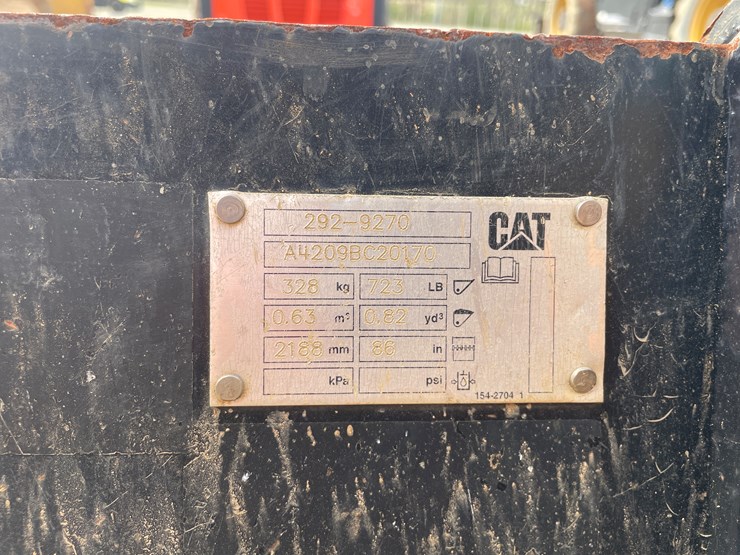 292-9270
CAT
A4209BC20170
328 kg 723 LB
0.63 m³ 0.82 yd³
2188 mm 86 in
kPa psi
154-2704 1